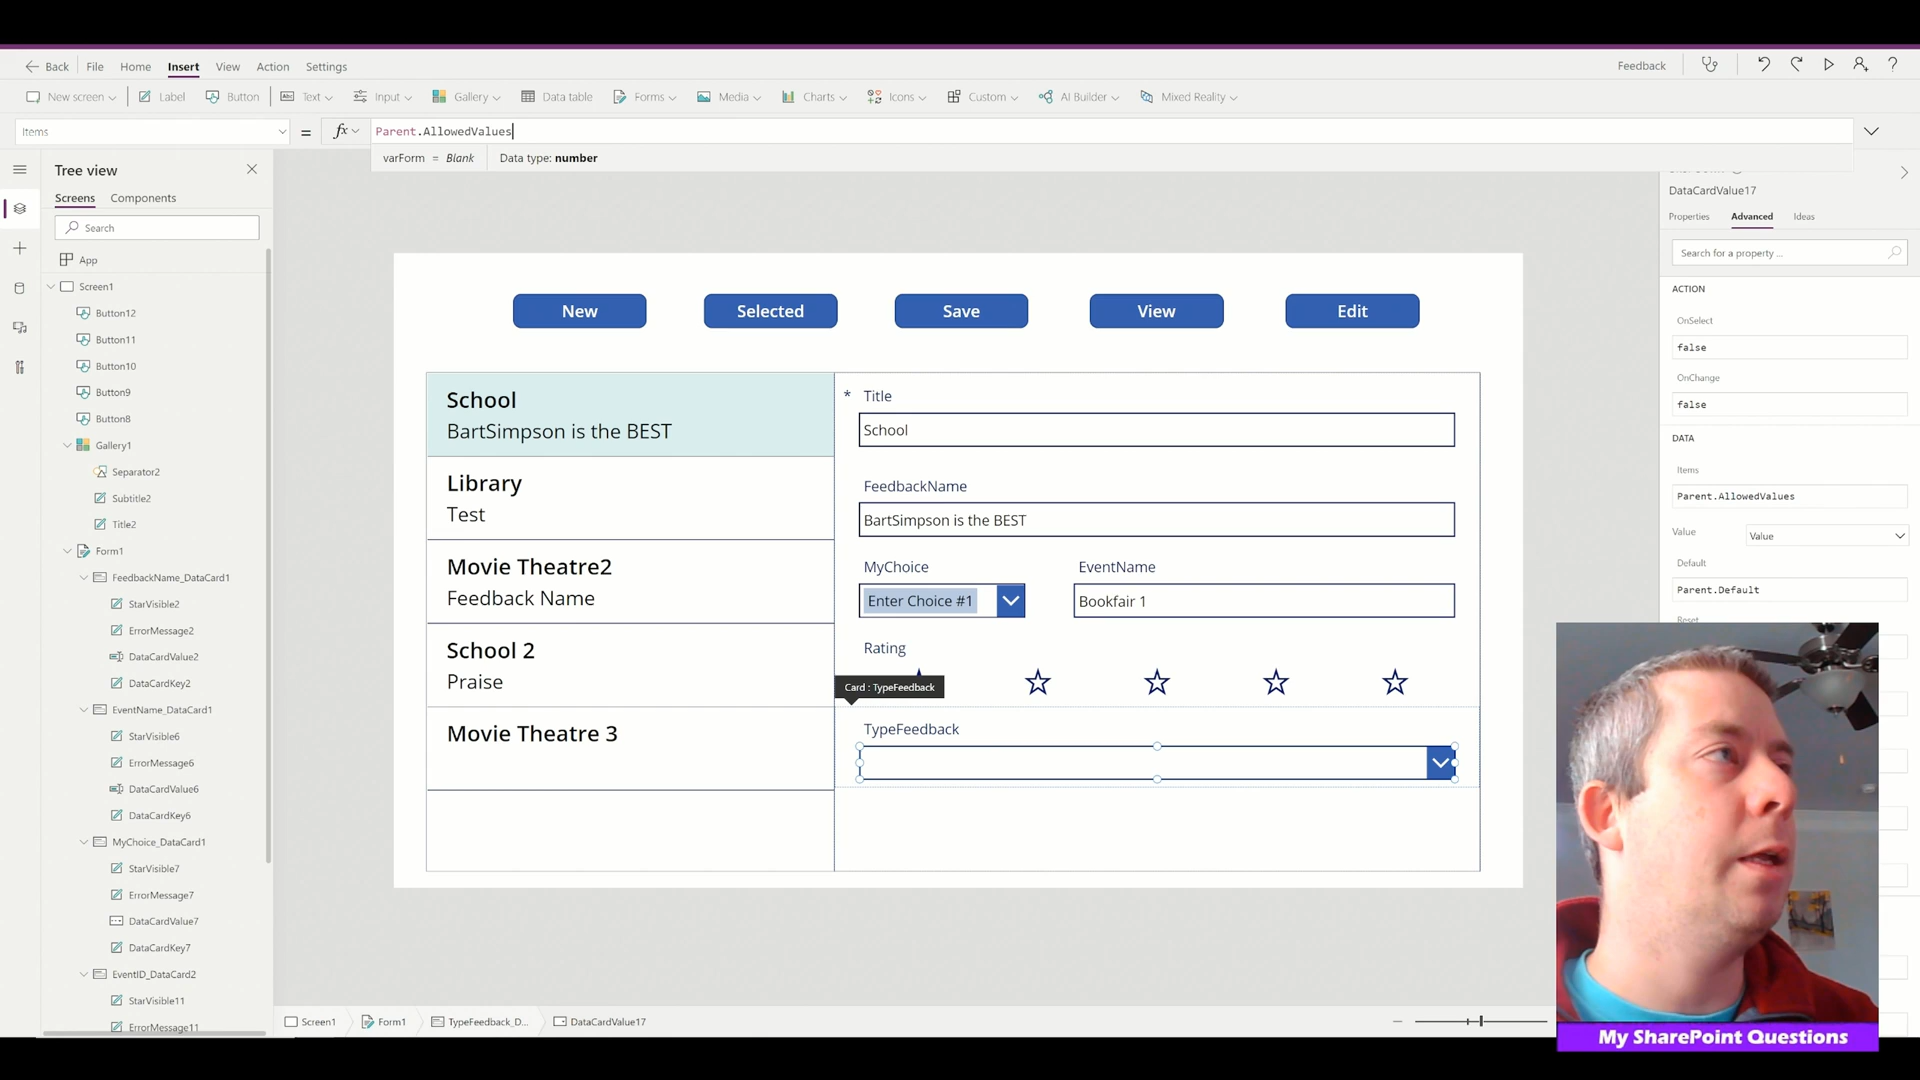 Back File Home Insert View Action Settings Feedback
New screen Label Button Text Input Gallery Data table Forms Media Charts Icons Custom AI Builder Mixed Reality
Items = fx Parent.AllowedValues
varForm = Blank Data type: number
Tree view
DataCardValue17
Screens Components
Properties Advanced Ideas
Search
Search for a property ...
App
Screen1
Button12
Button11
Button10
Button9
Button8
Gallery1
Separator2
Subtitle2
Title2
Form1
FeedbackName_DataCard1
StarVisible2
ErrorMessage2
DataCardValue2
DataCardKey2
EventName_DataCard1
StarVisible6
ErrorMessage6
DataCardValue6
DataCardKey6
MyChoice_DataCard1
StarVisible7
ErrorMessage7
DataCardValue7
DataCardKey7
EventID_DataCard2
StarVisible11
ErrorMessage11
New Selected Save View Edit
School
BartSimpson is the BEST
Library
Test
Movie Theatre2
Feedback Name
School 2
Praise
Movie Theatre 3
* Title
School
FeedbackName
BartSimpson is the BEST
MyChoice EventName
Enter Choice #1 Bookfair 1
Rating
Card : TypeFeedback
TypeFeedback
ACTION
OnSelect
false
OnChange
false
DATA
Items
Parent.AllowedValues
Value Value
Default
Parent.Default
Reset
Screen1 Form1 TypeFeedback_D... DataCardValue17
My SharePoint Questions